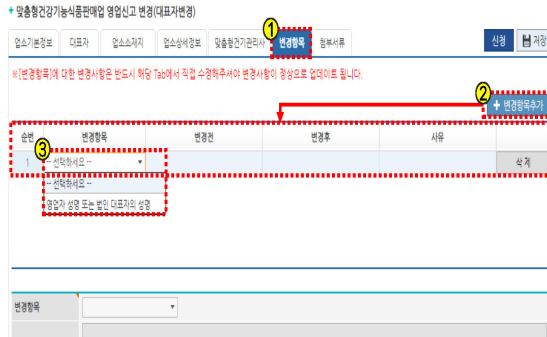 + 맞춤형건강기능식품판매업 영업신고 변경(대표자변경)
①
업소기본정보 대표자 업소소재지 업소상세정보 맞춤형건기관리사 변경항목 첨부서류 신청 저장
※[변경항목]에 대한 변경사항은 반드시 해당 Tab에서 직접 수정해주셔야 변경사항이 정상으로 업데이트 됩니다.
②
+ 변경항목추가
순번 변경항목 변경전 변경후 사유
③
1 -- 선택하세요 -- 삭제
-- 선택하세요 --
영업자 성명 또는 법인 대표자의 성명
변경항목